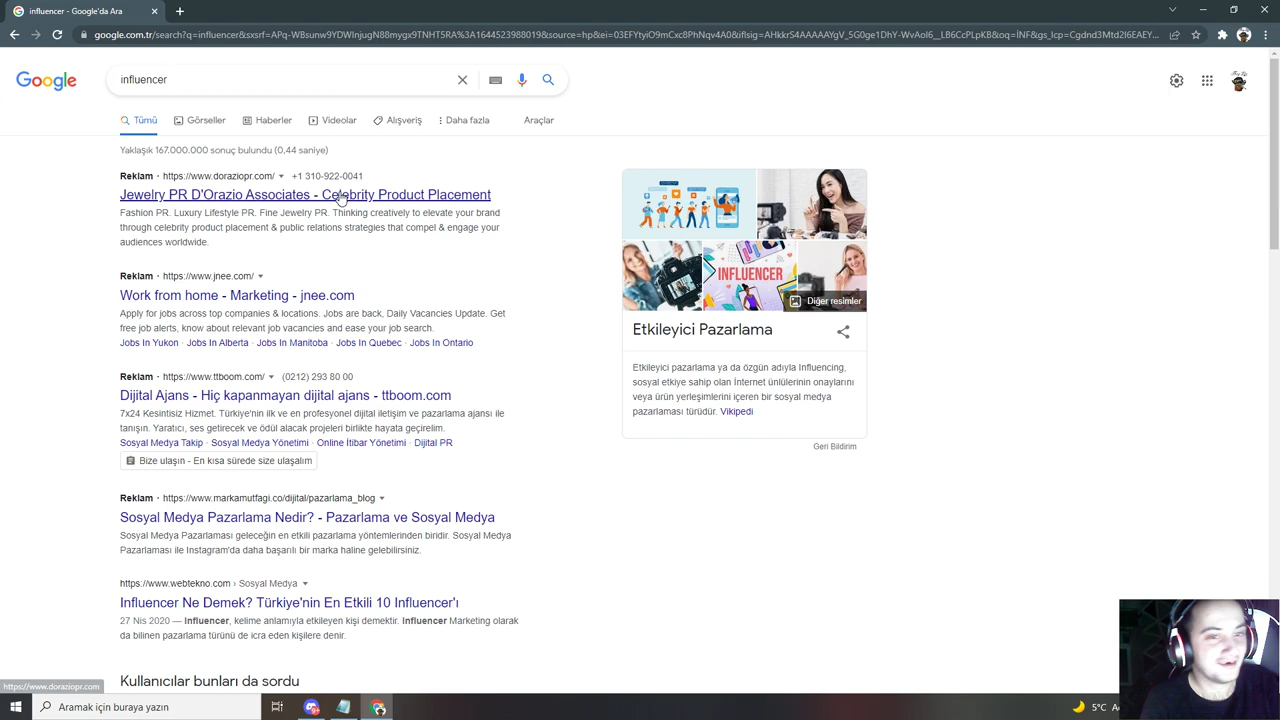 influencer - Google'da Ara
google.com/search?q=influencer&sxsrf=APq-WBsunw9YDWInjugN88mygx9TNHT5RA%3A1644523988019&source=hp&ei=03EFYtyiO9mCxc8PhNqv4A0&iflsig=
Google
influencer
Tümü
Görseller
Haberler
Videolar
Alışveriş
Daha fazla
Araçlar
Yaklaşık 167.000.000 sonuç bulundu (0,44 saniye)
Reklam · https://www.doraziopr.com/ +1 310-922-0041
Jewelry PR D'Orazio Associates - Celebrity Product Placement
Fashion PR. Luxury Lifestyle PR. Fine Jewelry PR. Thinking creatively to elevate your brand
through celebrity product placement & public relations strategies that compel & engage your
audiences worldwide.
Reklam · https://www.jnee.com/
Work from home - Marketing - jnee.com
Apply for jobs across top companies & locations. Jobs are back, Daily Vacancies Update. Get
free job alerts, know about relevant job vacancies and ease your job search.
Jobs In Yukon · Jobs In Alberta · Jobs In Manitoba · Jobs In Quebec · Jobs In Ontario
Reklam · https://www.ttboom.com/ (0212) 293 80 00
Dijital Ajans - Hiç kapanmayan dijital ajans - ttboom.com
7x24 Kesintisiz Hizmet. Türkiye'nin ilk ve en profesyonel dijital iletişim ve pazarlama ajansı ile
tanışın. Yaratıcı, ses getirecek ve ödül alacak projeleri birlikte hayata geçirelim.
Sosyal Medya Takip · Sosyal Medya Yönetimi · Online İtibar Yönetimi · Dijital PR
Bize ulaşın - En kısa sürede size ulaşalım
Reklam · https://www.markamutfagi.co/dijital/pazarlama_blog
Sosyal Medya Pazarlama Nedir? - Pazarlama ve Sosyal Medya
Sosyal Medya Pazarlaması geleceğin en etkili pazarlama yöntemlerinden biridir. Sosyal Medya
Pazarlaması ile Instagram'da daha başarılı bir marka haline gelebilirsiniz.
https://www.webtekno.com › Sosyal Medya
Influencer Ne Demek? Türkiye'nin En Etkili 10 Influencer'ı
27 Nis 2020 — Influencer, kelime anlamıyla etkileyen kişi demektir. Influencer Marketing olarak
da bilinen pazarlama türünü de icra eden kişilere denir.
Kullanıcılar bunları da sordu
INFLUENCER
Diğer resimler
Etkileyici Pazarlama
Etkileyici pazarlama ya da özgün adıyla Influencing,
sosyal etkiye sahip olan İnternet ünlülerinin onaylarını
veya ürün yerleşimlerini içeren bir sosyal medya
pazarlaması türüdür. Vikipedi
Geri Bildirim
https://www.doraziopr.com
Aramak için buraya yazın
5°C